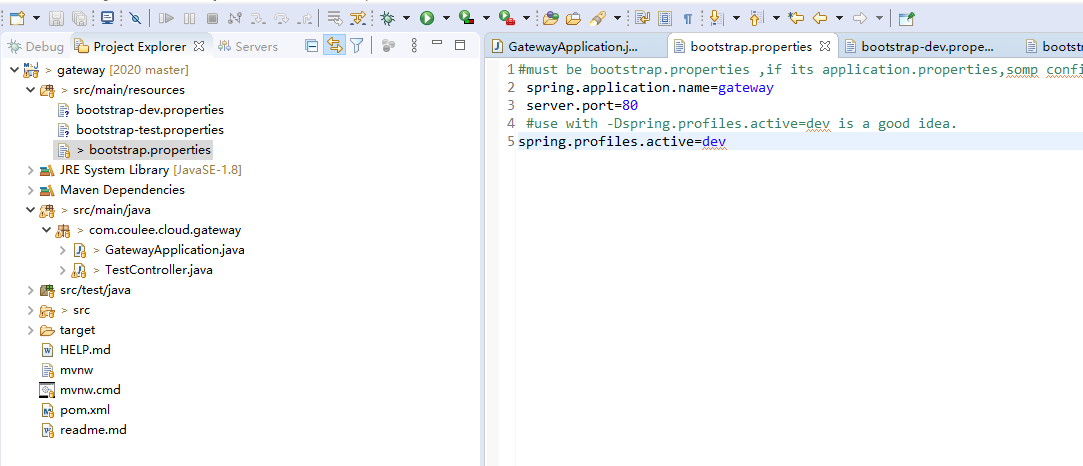 Debug Project Explorer Servers
GatewayApplication.j... bootstrap.properties bootstrap-dev.prope... bootst
> gateway [2020 master]
> src/main/resources
bootstrap-dev.properties
bootstrap-test.properties
> bootstrap.properties
JRE System Library [JavaSE-1.8]
Maven Dependencies
> src/main/java
> com.coulee.cloud.gateway
> GatewayApplication.java
> TestController.java
src/test/java
> src
target
HELP.md
mvnw
mvnw.cmd
pom.xml
readme.md
1 #must be bootstrap.properties ,if its application.properties,somp confi
2 spring.application.name=gateway
3 server.port=80
4 #use with -Dspring.profiles.active=dev is a good idea.
5 spring.profiles.active=dev